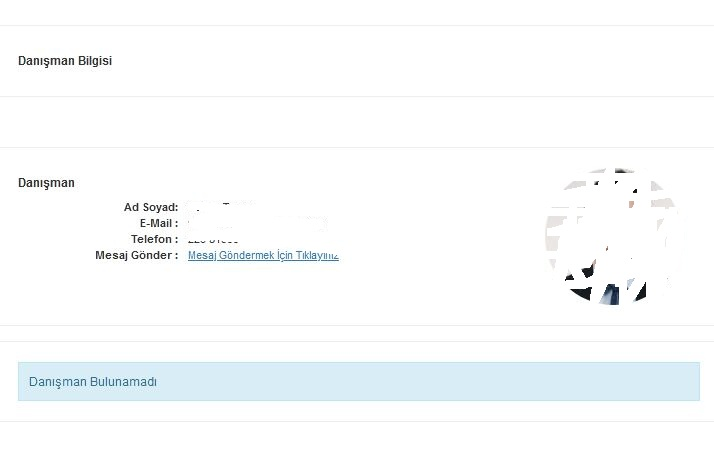 Danışman Bilgisi
Danışman
Ad Soyad:
E-Mail :
Telefon :
Mesaj Gönder : Mesaj Göndermek İçin Tıklayınız
Danışman Bulunamadı